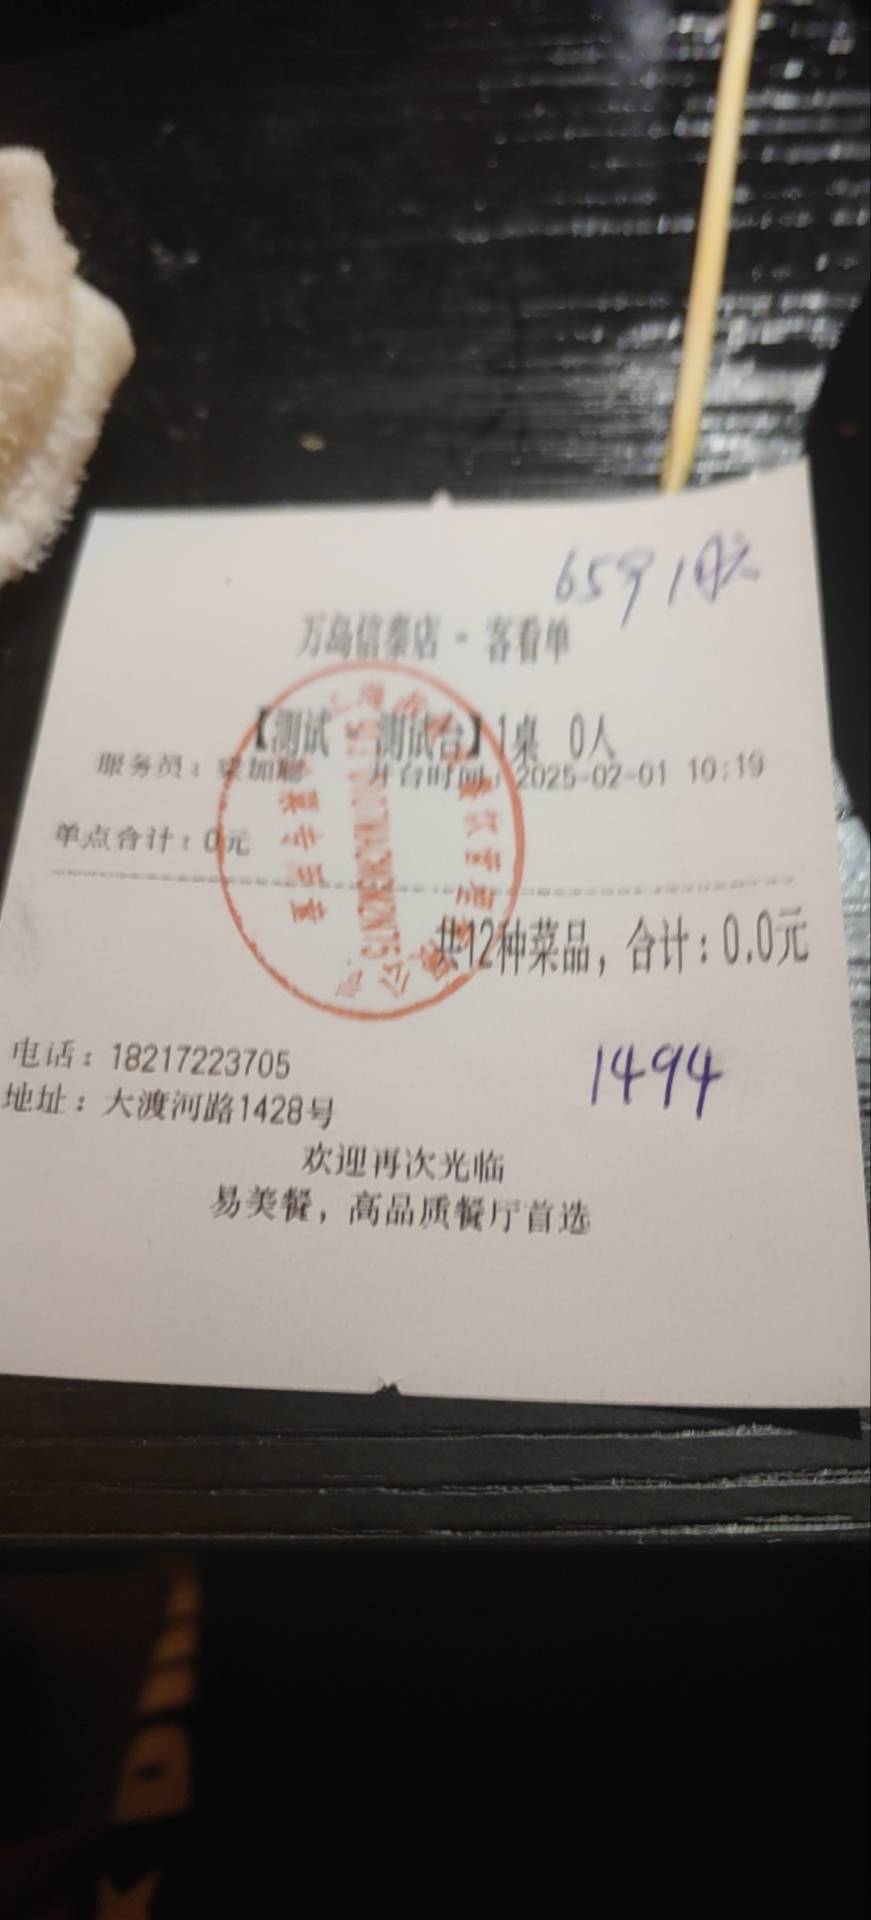 万岛信泰店 - 客看单
【测试 测试台】1桌 0人
服务员：梁加聪 开台时间：2025-02-01 10:19
单点合计：0元
共12种菜品，合计：0.0元
1494
电话：18217223705
地址：大渡河路1428号
欢迎再次光临
易美餐，高品质餐厅首选